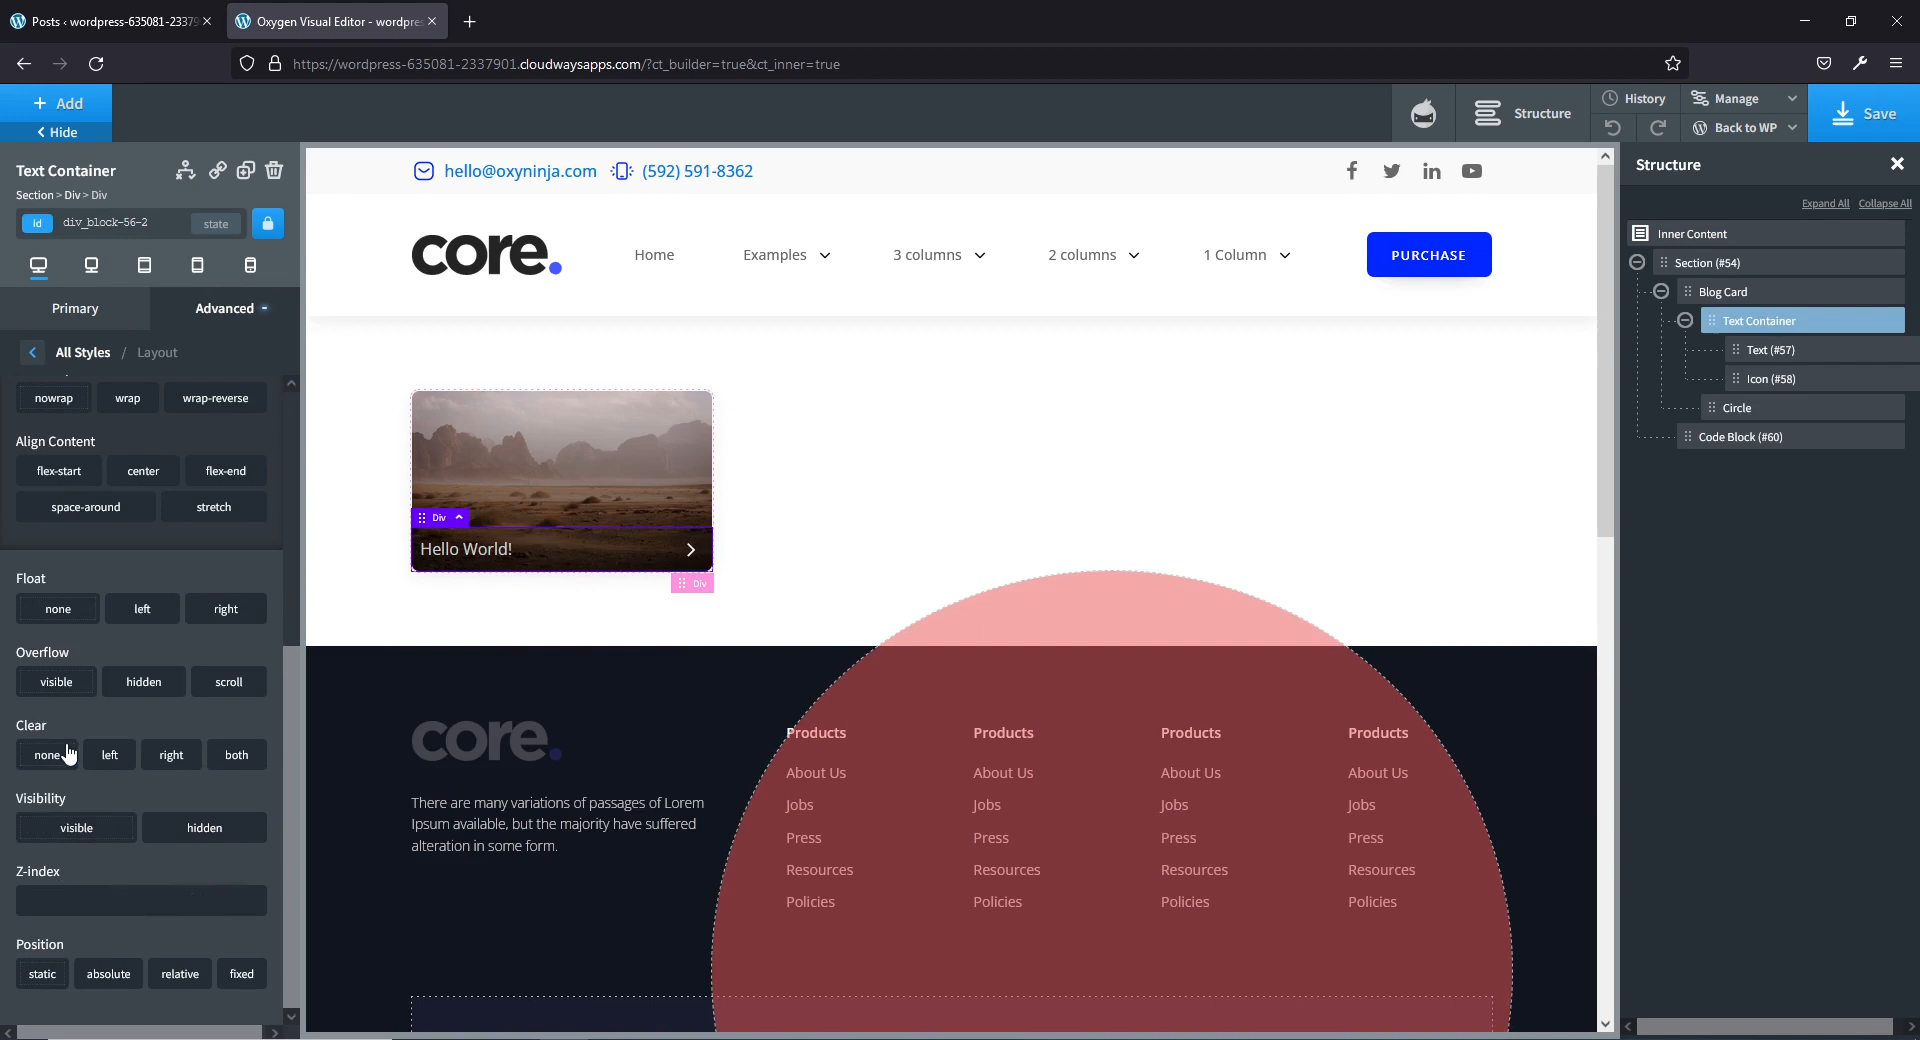 Posts ‹ wordpress-635081-23379
Oxygen Visual Editor - wordpres
https://wordpress-635081-2337901.cloudwaysapps.com/?ct_builder=true&ct_inner=true
+ Add
Hide
Structure
History
Manage
Back to WP
Save
Text Container
Section > Div > Div
id div_block-56-2 state
Primary Advanced
All Styles / Layout
nowrap wrap wrap-reverse
Align Content
flex-start center flex-end
space-around stretch
Float
none left right
Overflow
visible hidden scroll
Clear
none left right both
Visibility
visible hidden
Z-index
Position
static absolute relative fixed
hello@oxyninja.com (592) 591-8362
core. Home Examples 3 columns 2 columns 1 Column PURCHASE
Div
Hello World!
Div
core.
There are many variations of passages of Lorem
Ipsum available, but the majority have suffered
alteration in some form.
Products Products Products Products
About Us About Us About Us About Us
Jobs Jobs Jobs Jobs
Press Press Press Press
Resources Resources Resources Resources
Policies Policies Policies Policies
Structure
Expand All Collapse All
Inner Content
Section (#54)
Blog Card
Text Container
Text (#57)
Icon (#58)
Circle
Code Block (#60)